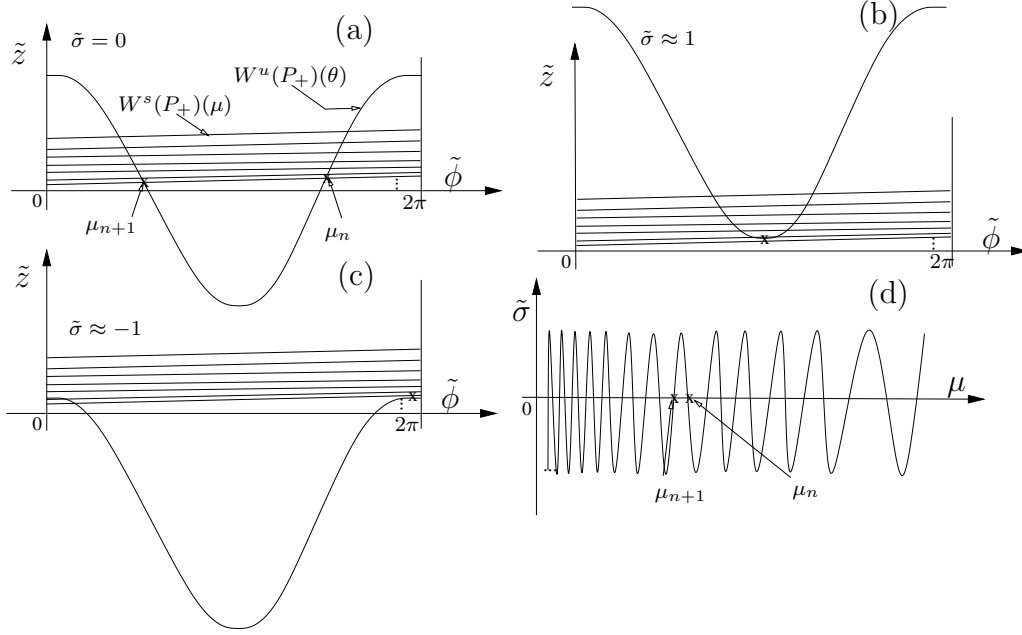 (a)
z̃
σ̃ = 0
W^u(P_+)(θ)
W^s(P_+)(μ)
0
μ_{n+1}
μ_n
2π
φ̃
(b)
z̃
σ̃ ≈ 1
0
2π
φ̃
(c)
z̃
σ̃ ≈ −1
0
2π
φ̃
(d)
σ̃
0
μ
μ_{n+1}
μ_n